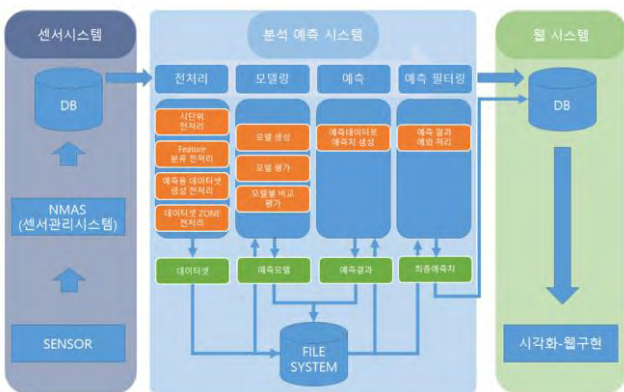 센서시스템
DB
NMAS
(센서관리시스템)
SENSOR
분석 예측 시스템
전처리
모델링
예측
예측 필터링
시단위
전처리
Feature
분류 전처리
예측용 데이터셋
생성 전처리
데이터셋 ZONE
전처리
모델 생성
모델 평가
모델별 비교
평가
예측데이터로
예측치 생성
예측 결과
예외 처리
데이터셋
예측모델
예측결과
최종예측치
FILE
SYSTEM
웹 시스템
DB
시각화-웹구현